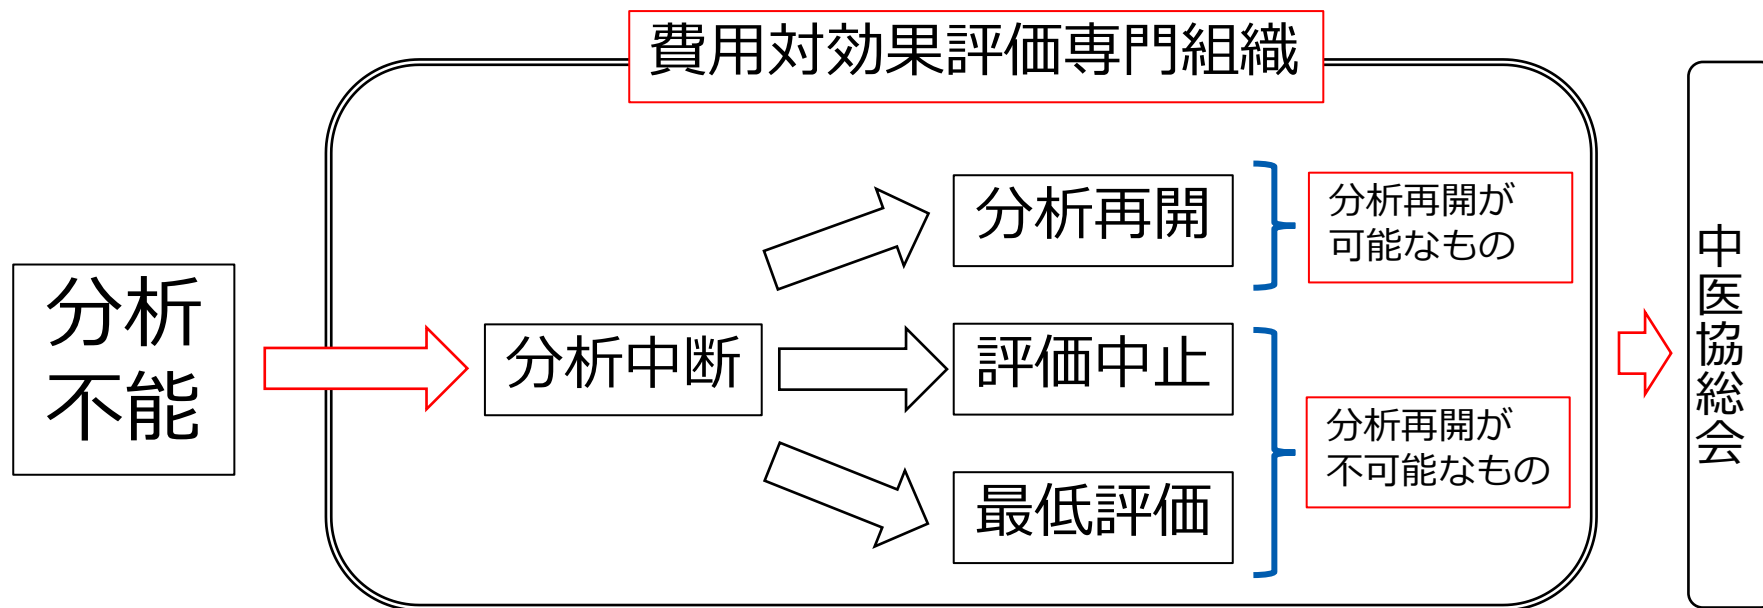 費用対効果評価専門組織
分析
不能
分析中断
分析再開
評価中止
最低評価
分析再開が
可能なもの
分析再開が
不可能なもの
中医協総会